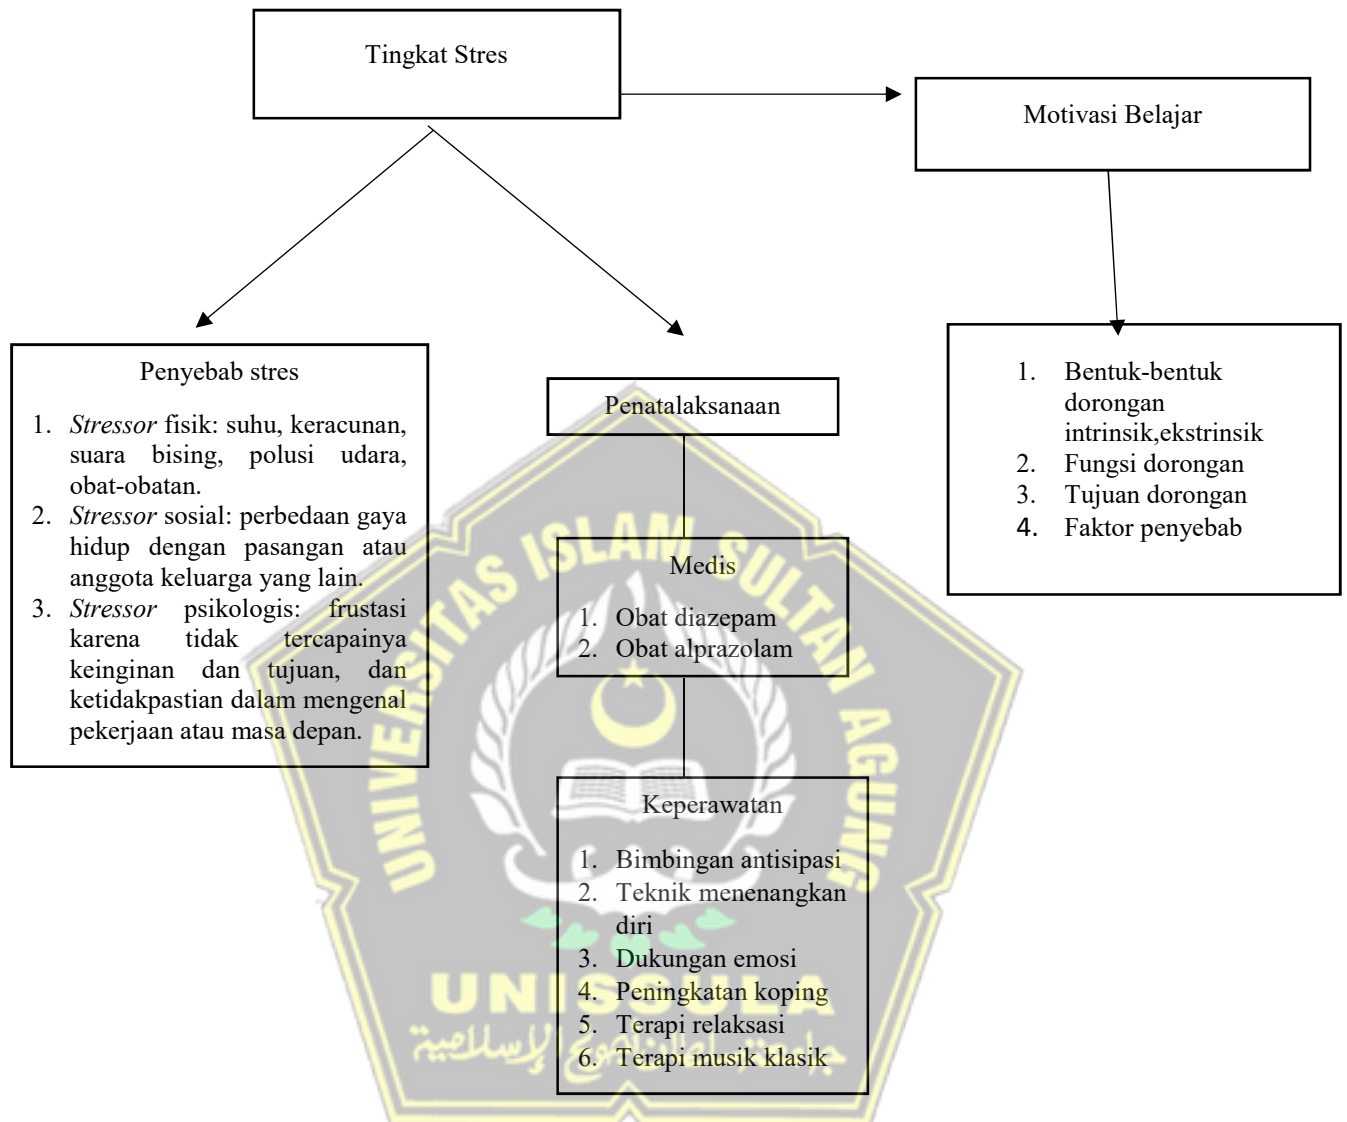 Tingkat Stres
Motivasi Belajar
Penyebab stres
1. Stressor fisik: suhu, keracunan,
suara bising, polusi udara,
obat-obatan.
2. Stressor sosial: perbedaan gaya
hidup dengan pasangan atau
anggota keluarga yang lain.
3. Stressor psikologis: frustasi
karena tidak tercapainya
keinginan dan tujuan, dan
ketidakpastian dalam mengenal
pekerjaan atau masa depan.
Penatalaksanaan
Medis
1. Obat diazepam
2. Obat alprazolam
Keperawatan
1. Bimbingan antisipasi
2. Teknik menenangkan
diri
3. Dukungan emosi
4. Peningkatan koping
5. Terapi relaksasi
6. Terapi musik klasik
1. Bentuk-bentuk
dorongan
intrinsik,ekstrinsik
2. Fungsi dorongan
3. Tujuan dorongan
4. Faktor penyebab
UNIVERSITAS ISLAM SULTAN AGUNG
UNISSULA